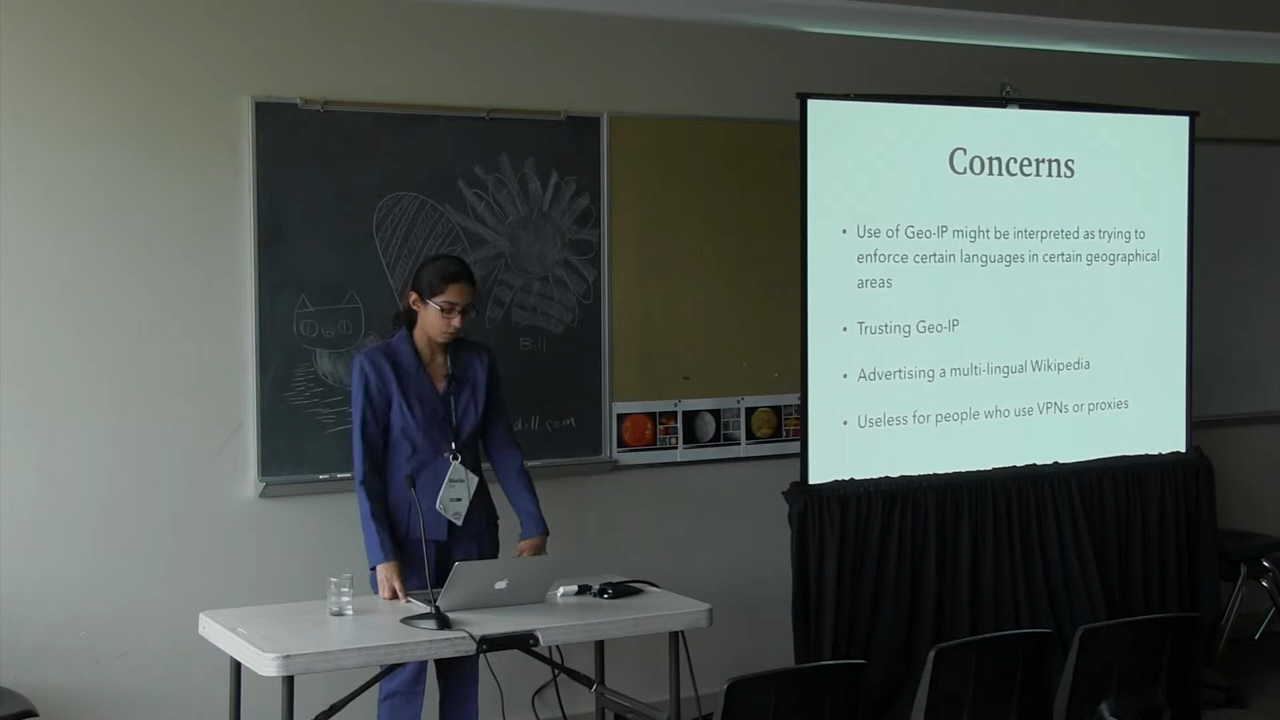 Concerns
• Use of Geo-IP might be interpreted as trying to
enforce certain languages in certain geographical
areas
• Trusting Geo-IP
• Advertising a multi-lingual Wikipedia
• Useless for people who use VPNs or proxies
Bill